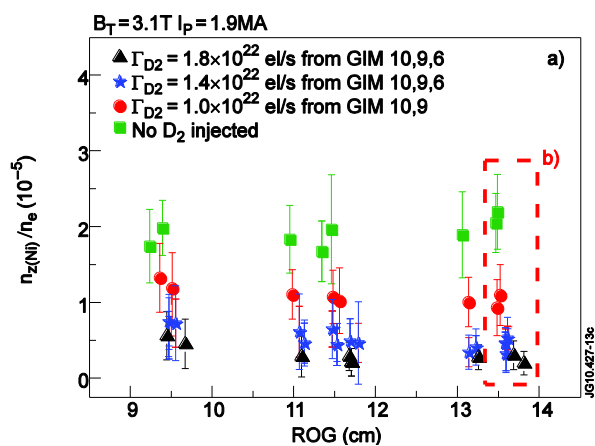 B_T = 3.1T I_P = 1.9MA
a)
Γ_D2 = 1.8×10^22 el/s from GIM 10,9,6
Γ_D2 = 1.4×10^22 el/s from GIM 10,9,6
Γ_D2 = 1.0×10^22 el/s from GIM 10,9
No D_2 injected
b)
n_z(Ni) /n_e (10^-5)
4
3
2
1
0
9 10 11 12 13 14
ROG (cm)
JG10.427-13c